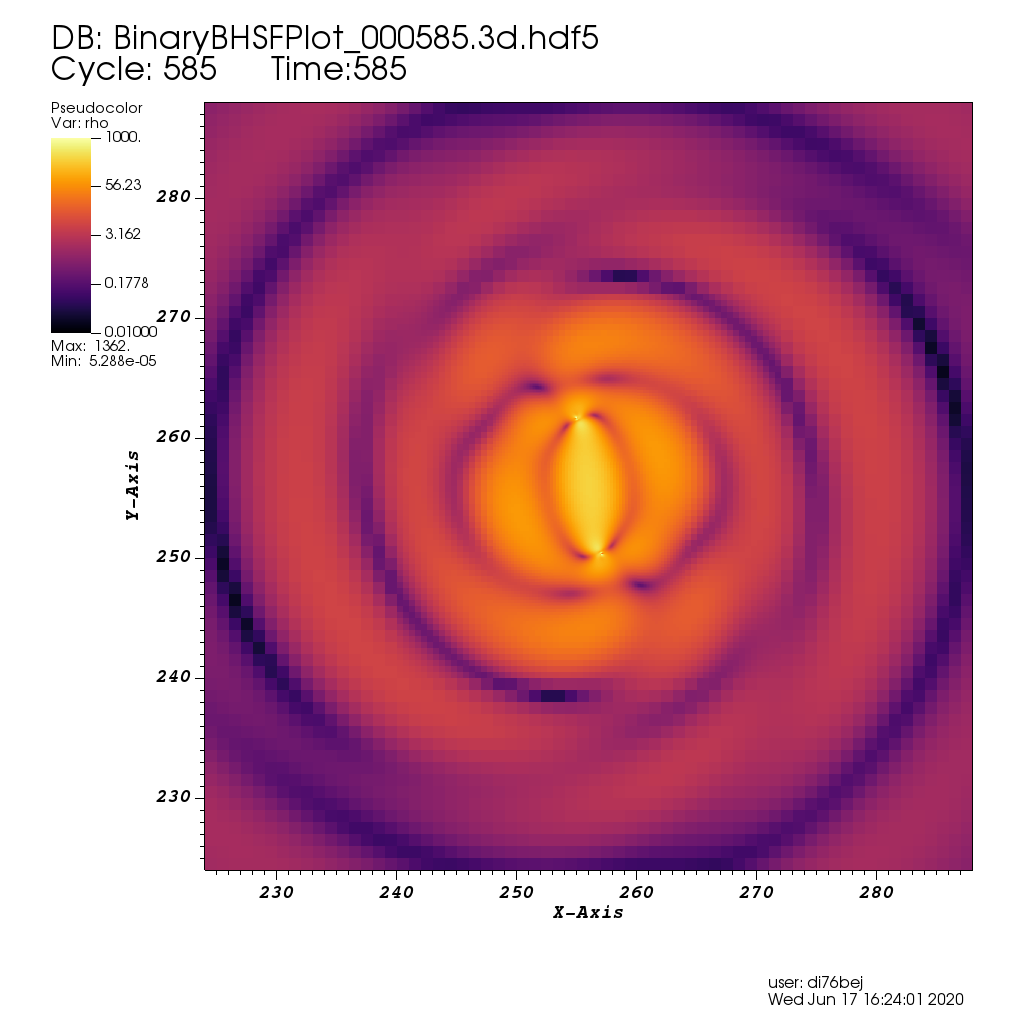 DB: BinaryBHSFPlot_000585.3d.hdf5
Cycle: 585 Time:585
Pseudocolor
Var: rho
1000.
56.23
3.162
0.1778
0.01000
Max: 1362.
Min: 5.288e-05
280
270
260
250
240
230
Y-Axis
230 240 250 260 270 280
X-Axis
user: di76bej
Wed Jun 17 16:24:01 2020